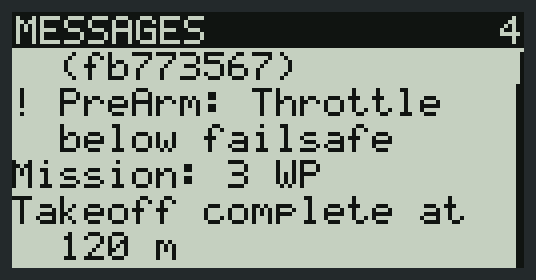 MESSAGES 4
(fb773567)
! PreArm: Throttle
below failsafe
Mission: 3 WP
Takeoff complete at
120 m